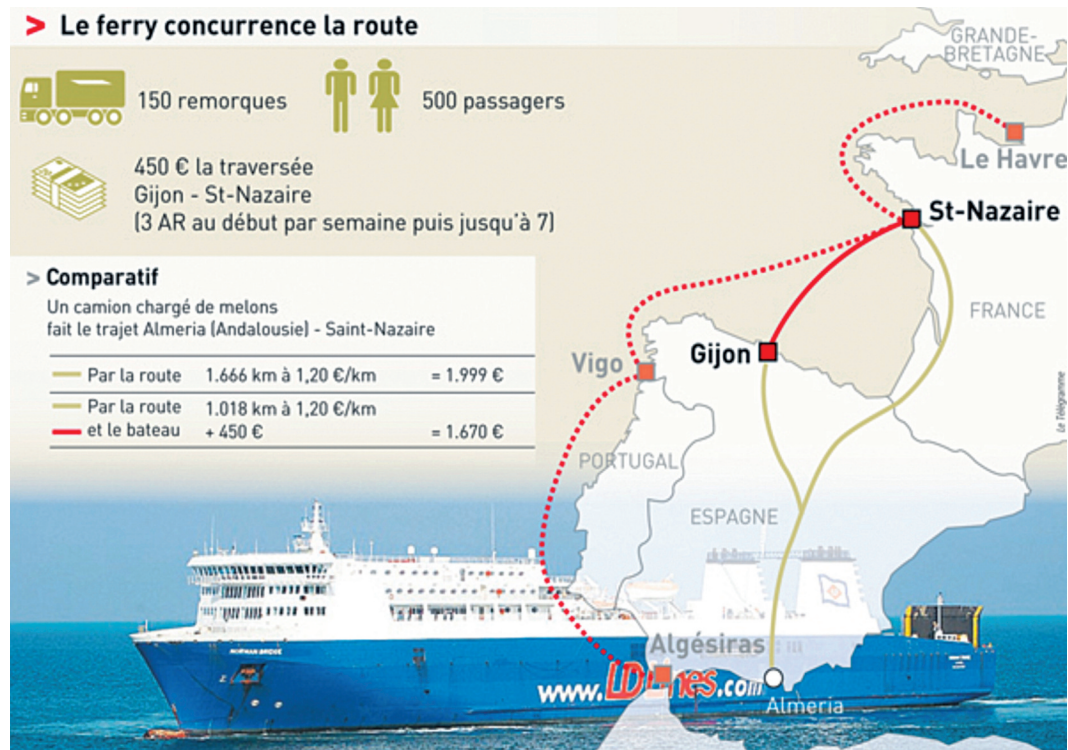 > Le ferry concurrence la route
150 remorques
500 passagers
450 € la traversée
Gijon - St-Nazaire
(3 AR au début par semaine puis jusqu'à 7)
> Comparatif
Un camion chargé de melons
fait le trajet Almeria (Andalousie) - Saint-Nazaire
Par la route 1.666 km à 1,20 €/km = 1.999 €
Par la route 1.018 km à 1,20 €/km
et le bateau + 450 € = 1.670 €
GRANDE-
BRETAGNE
Le Havre
St-Nazaire
FRANCE
Gijon
Vigo
PORTUGAL
ESPAGNE
Algésiras
Almeria
Le Télégramme
NORMAN BRIDGE
www.LDLines.com